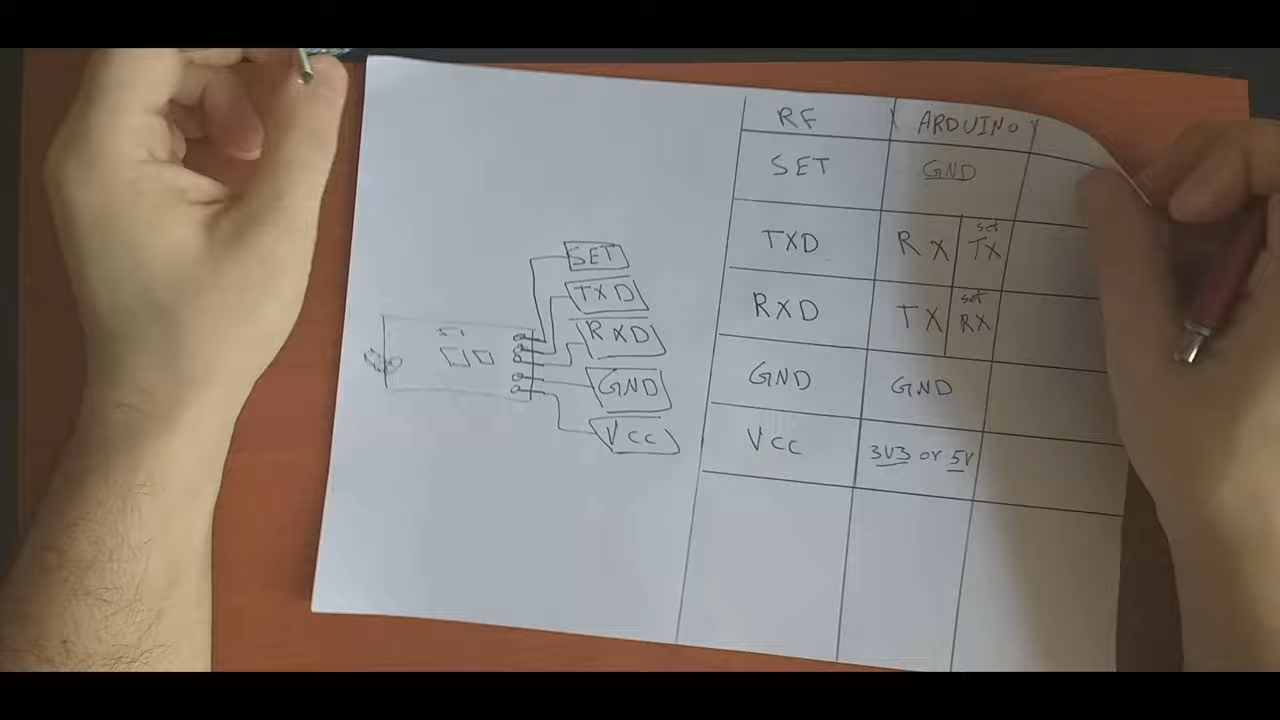 SET
TXD
RXD
GND
VCC
RF ARDUINO
SET GND
TXD RX set TX
RXD TX set RX
GND GND
VCC 3V3 or 5V